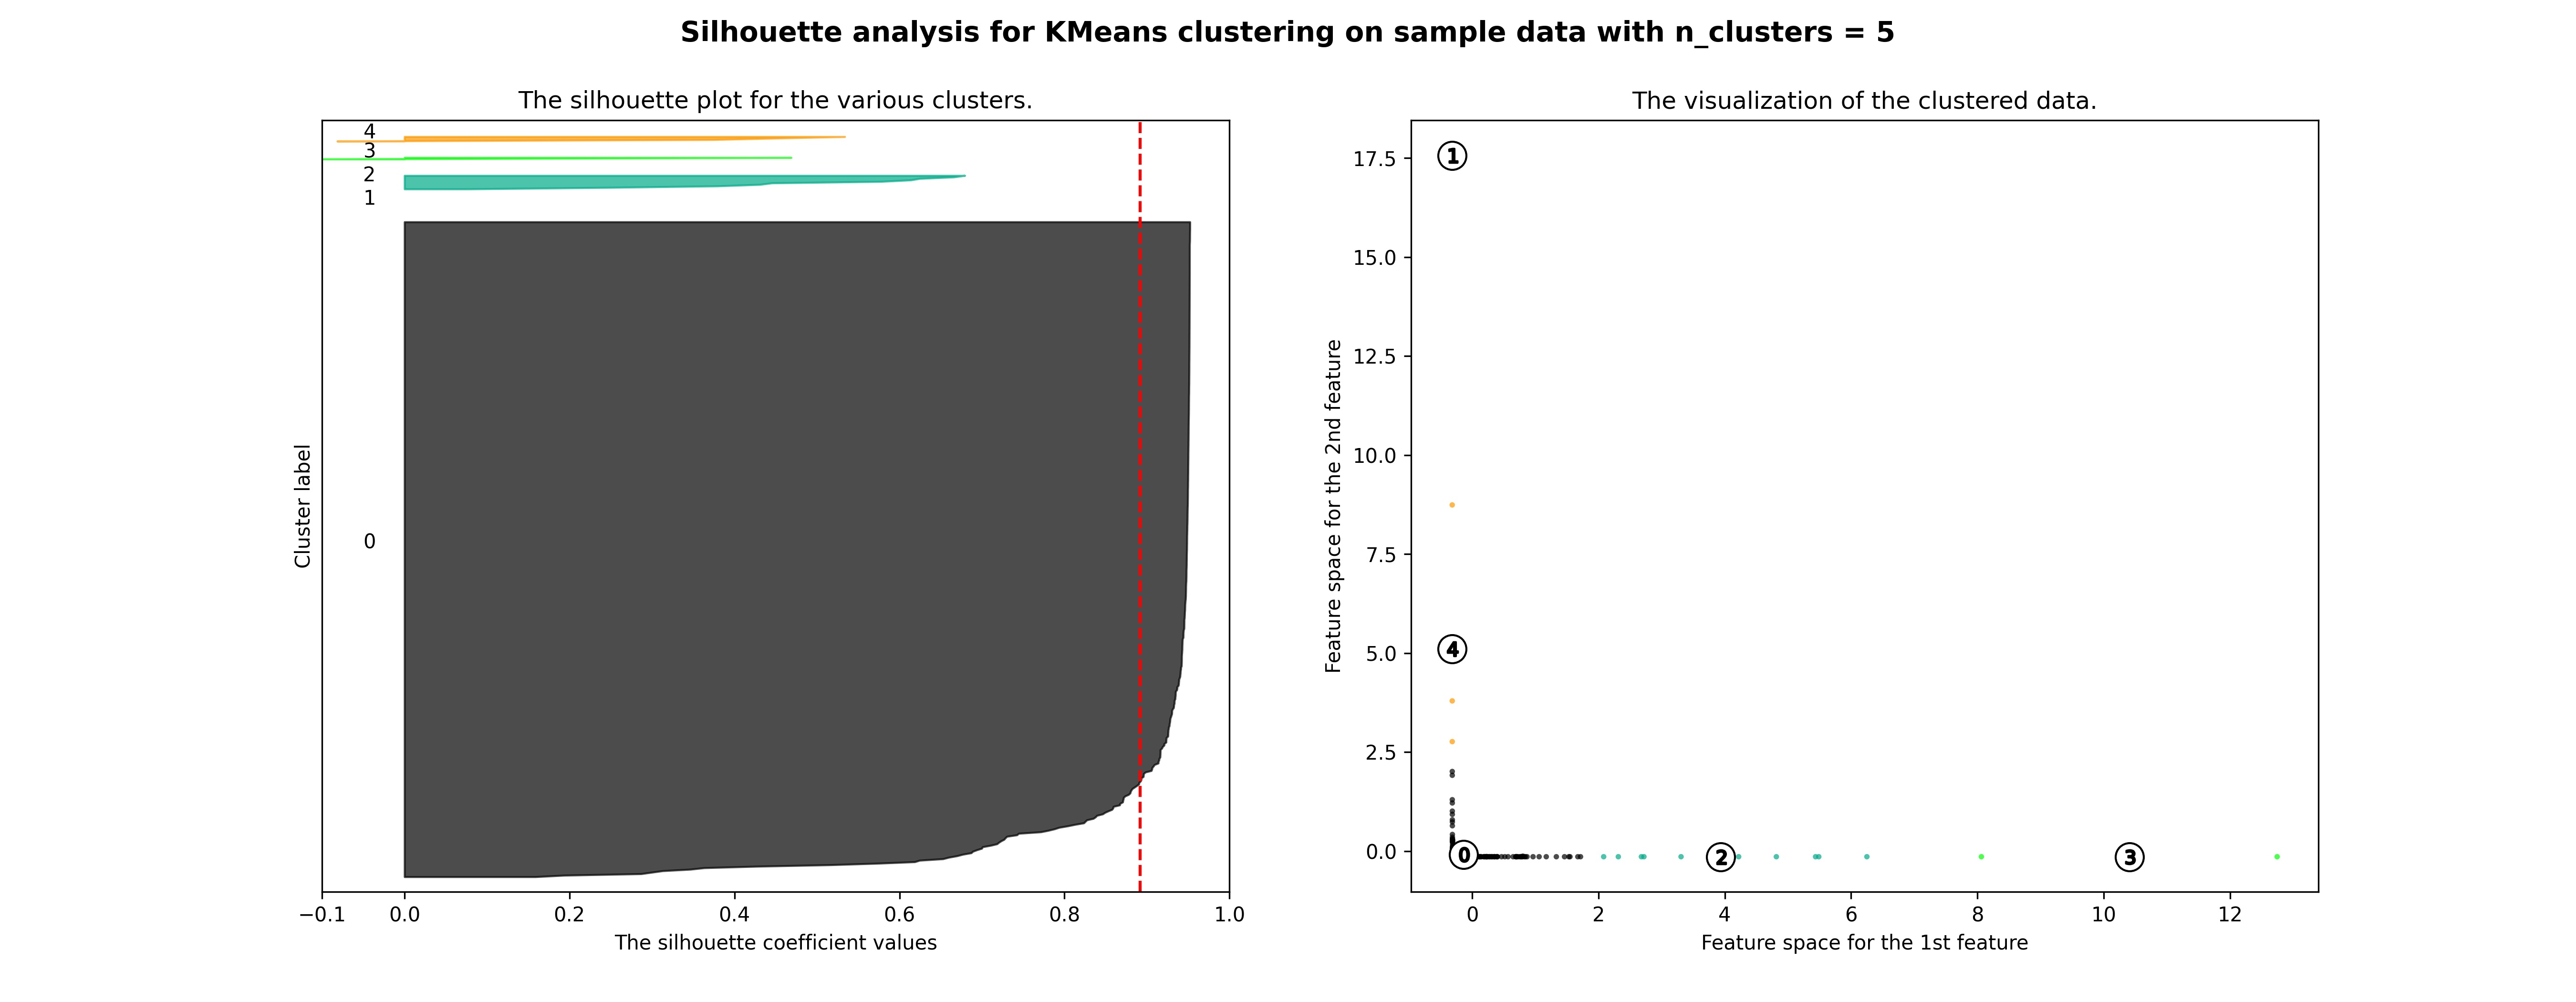 Silhouette analysis for KMeans clustering on sample data with n_clusters = 5
The silhouette plot for the various clusters.
4
3
2
1
0
Cluster label
−0.1 0.0 0.2 0.4 0.6 0.8 1.0
The silhouette coefficient values
The visualization of the clustered data.
17.5
15.0
12.5
10.0
7.5
5.0
2.5
0.0
Feature space for the 2nd feature
1
4
0 2 3
0 2 4 6 8 10 12
Feature space for the 1st feature